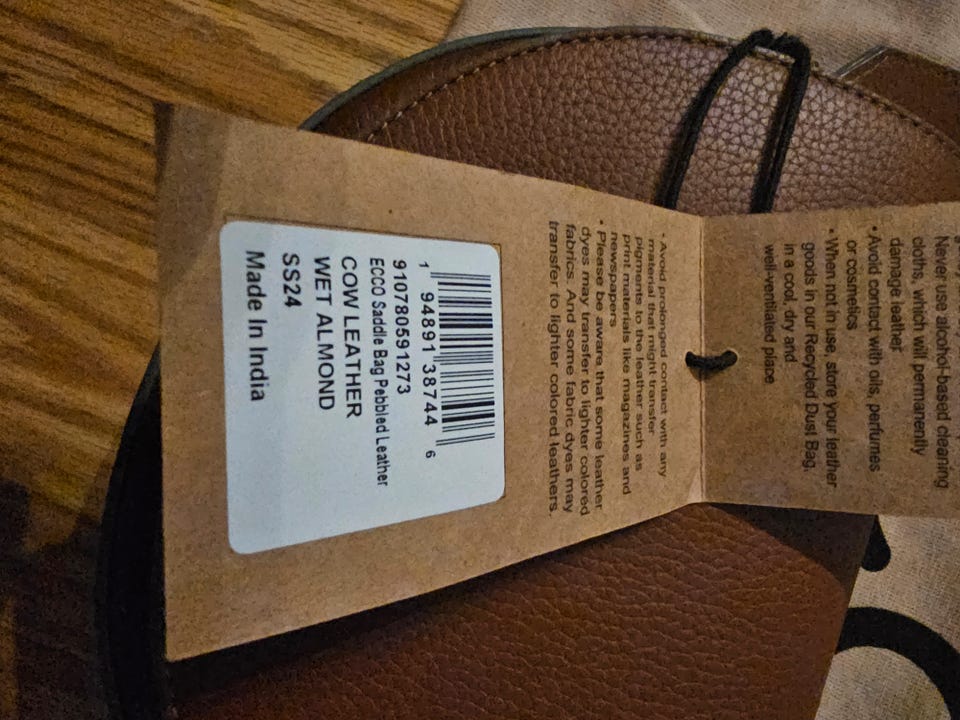 Never use alcohol-based cleaning
cloths, which will permanently
damage leather
• Avoid contact with oils, perfumes
or cosmetics
• When not in use, store your leather
goods in our Recycled Dust Bag,
in a cool, dry and
well-ventilated place
• Avoid prolonged contact with any
material that might transfer
pigments to the leather such as
print materials like magazines and
newspapers
• Please be aware that some leather
dyes may transfer to lighter colored
fabrics. And some fabric dyes may
transfer to lighter colored leathers.
1 94891 38744 6
910780591273
ECCO Saddle Bag Pebbled Leather
COW LEATHER
WET ALMOND
SS24
Made In India